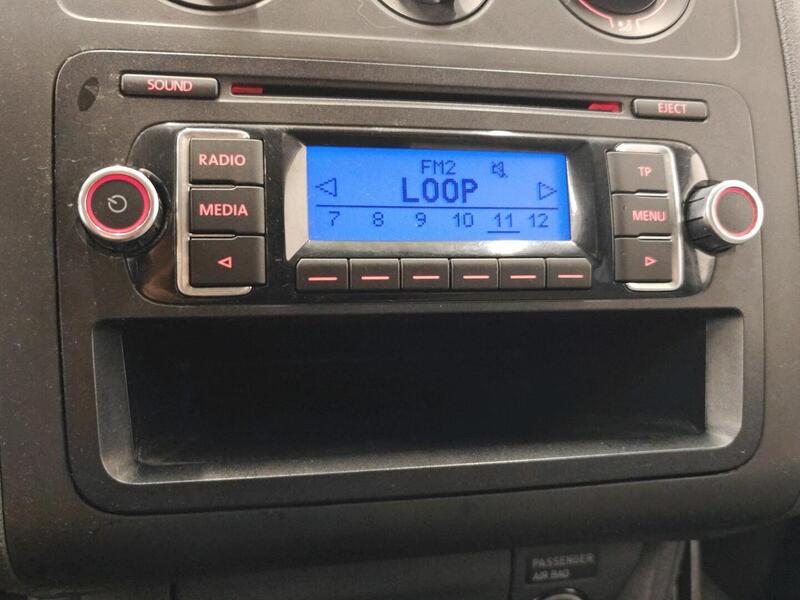 SOUND
EJECT
RADIO
FM2
TP
LOOP
MEDIA
MENU
7 8 9 10 11 12
PASSENGER
AIR BAG